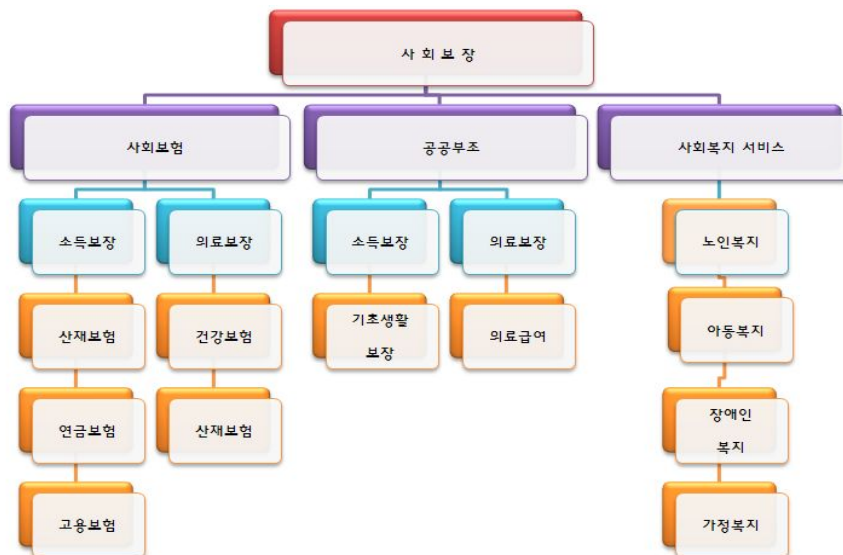 사 회 보 장
사회보험
공공부조
사회복지 서비스
소득보장
의료보장
소득보장
의료보장
노인복지
산재보험
건강보험
기초생활
보장
의료급여
아동복지
연금보험
산재보험
장애인
복지
고용보험
가정복지